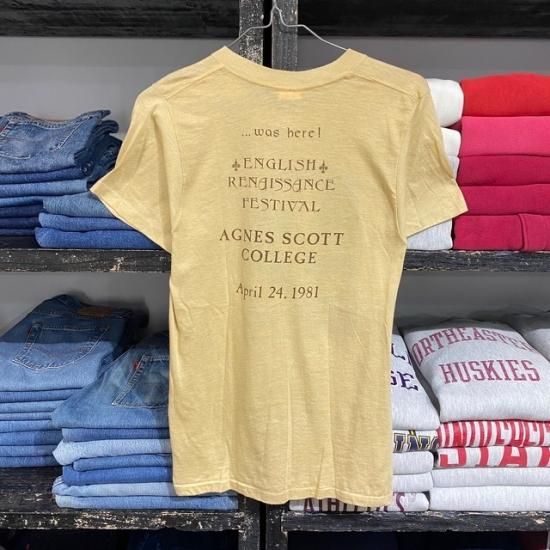 ...was here!
ENGLISH
RENAISSANCE
FESTIVAL
AGNES SCOTT
COLLEGE
April 24, 1981
NORTHEASTERN
HUSKIES